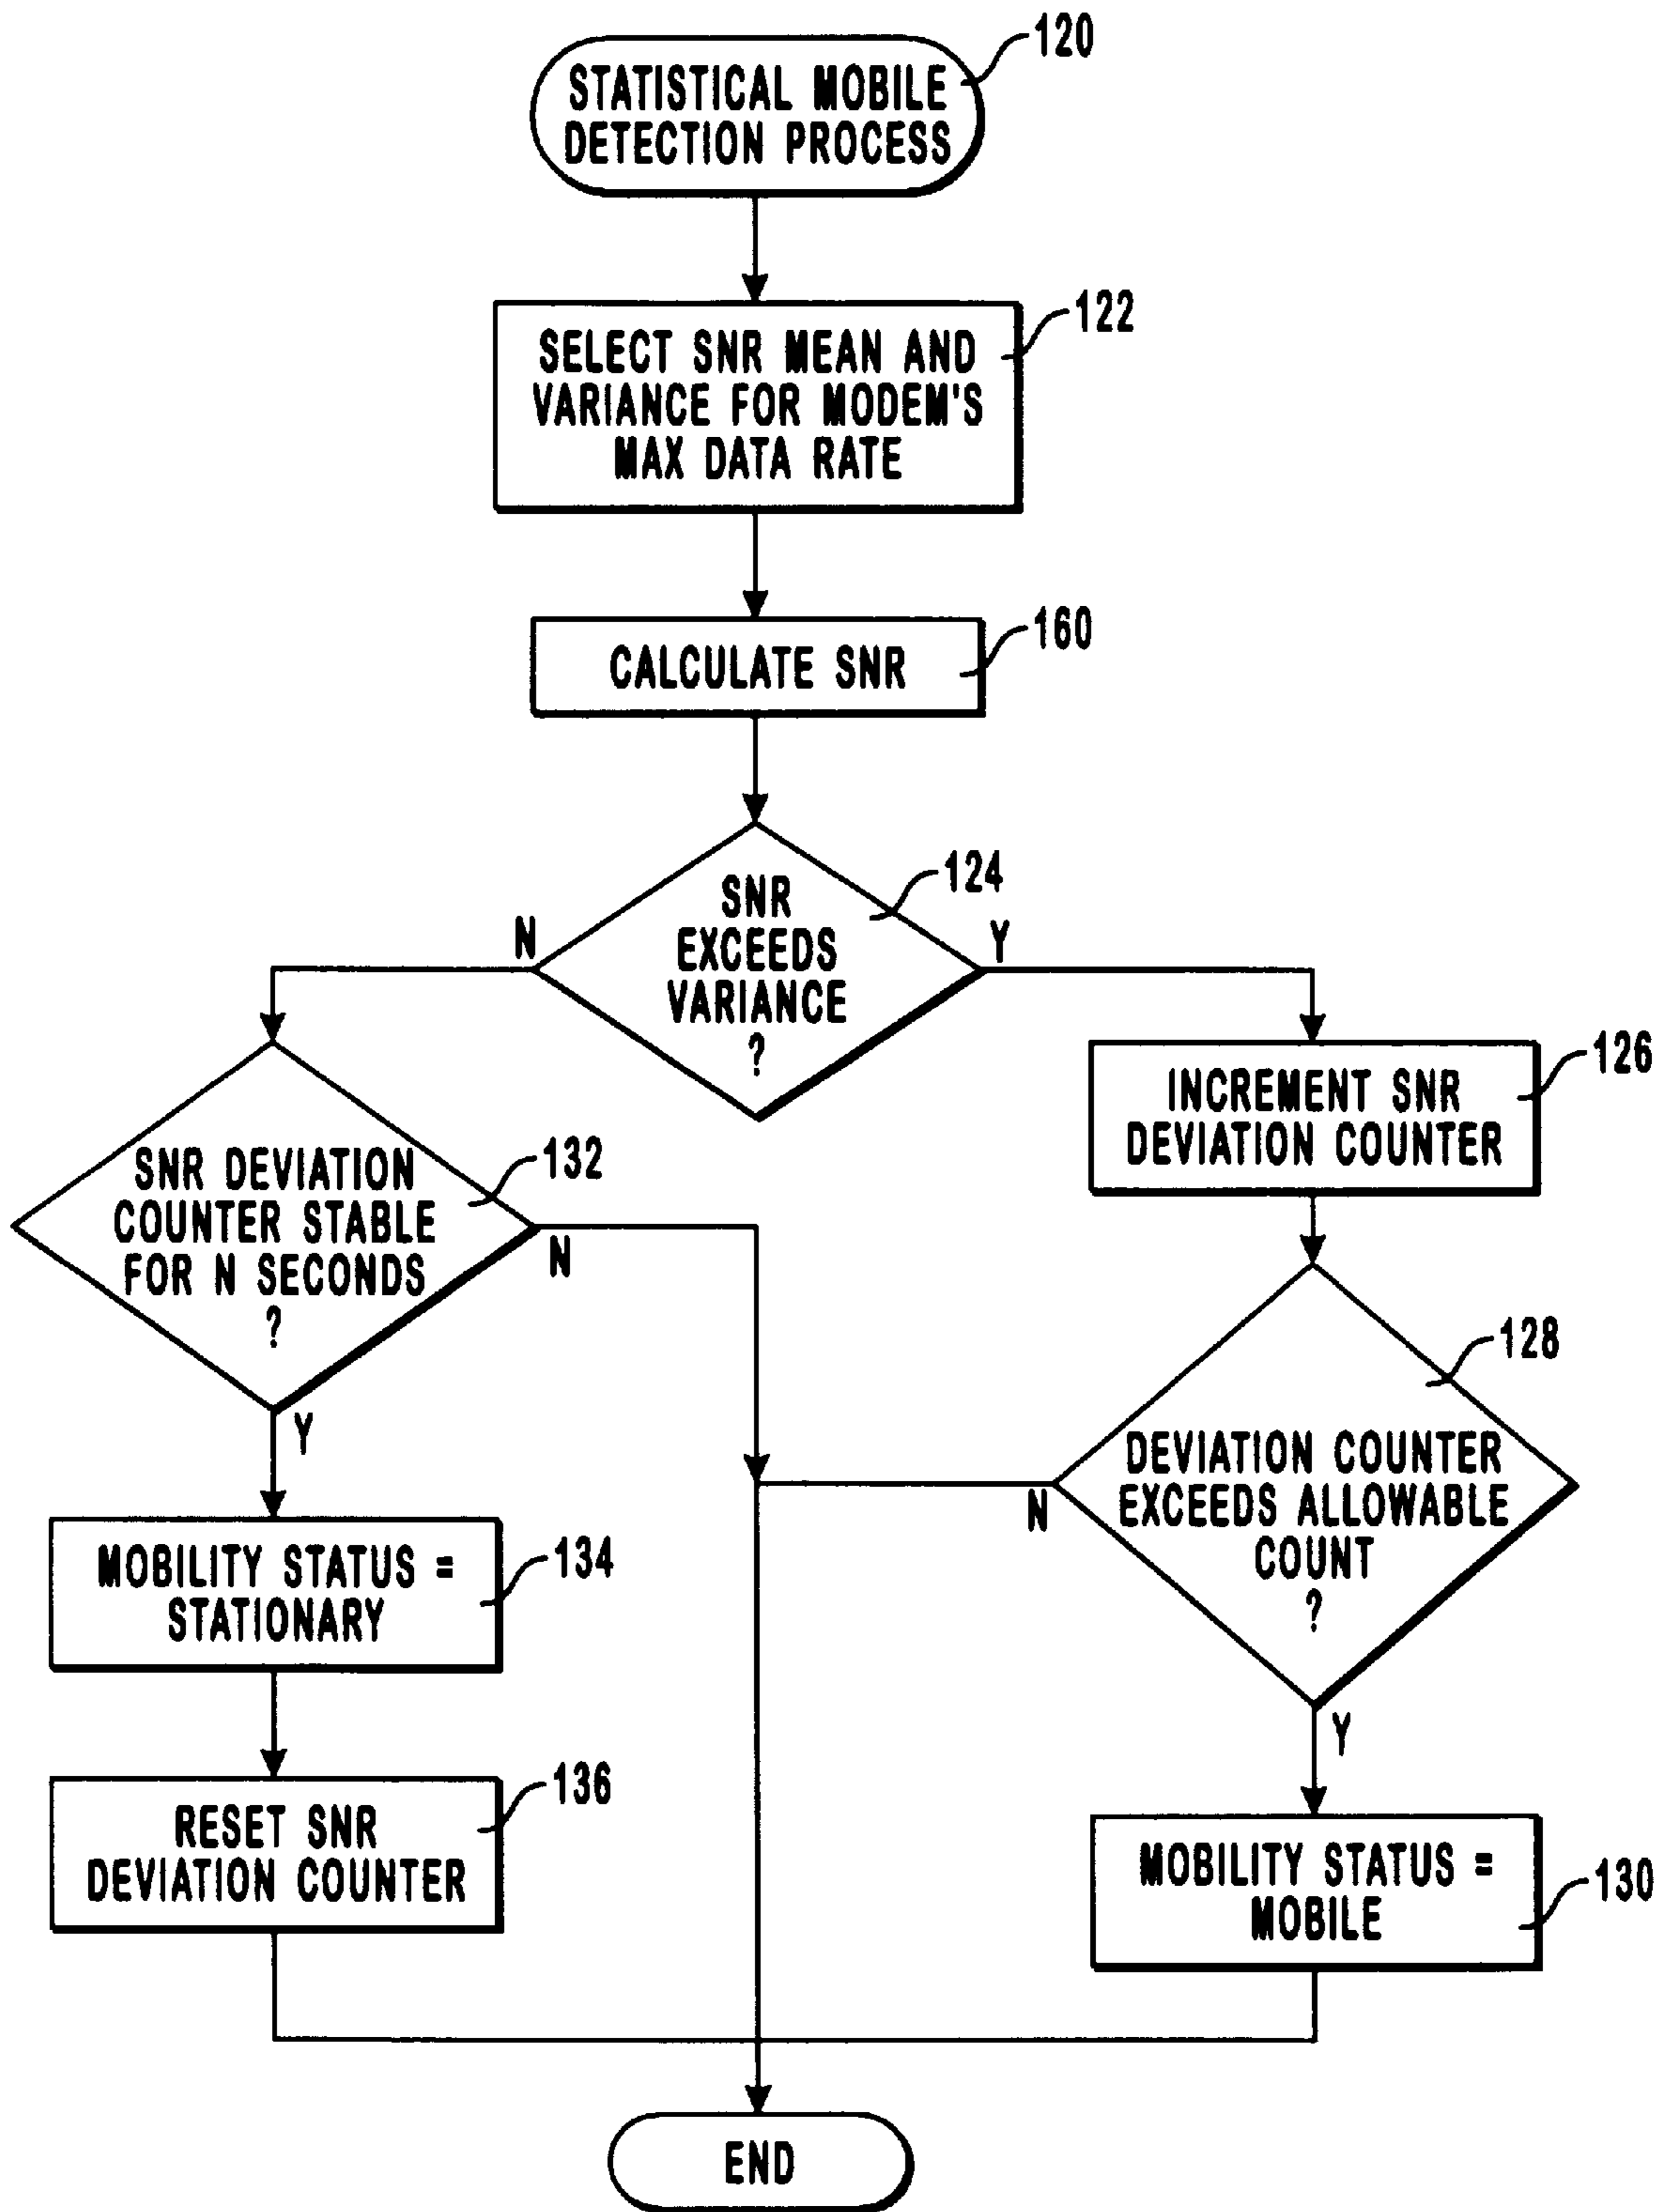 120
STATISTICAL MOBILE
DETECTION PROCESS
122
SELECT SNR MEAN AND
VARIANCE FOR MODEM'S
MAX DATA RATE
160
CALCULATE SNR
124
SNR
EXCEEDS
VARIANCE
?
N
Y
126
INCREMENT SNR
DEVIATION COUNTER
132
SNR DEVIATION
COUNTER STABLE
FOR N SECONDS
?
N
Y
128
DEVIATION COUNTER
EXCEEDS ALLOWABLE
COUNT
?
N
Y
134
MOBILITY STATUS =
STATIONARY
136
RESET SNR
DEVIATION COUNTER
130
MOBILITY STATUS =
MOBILE
END